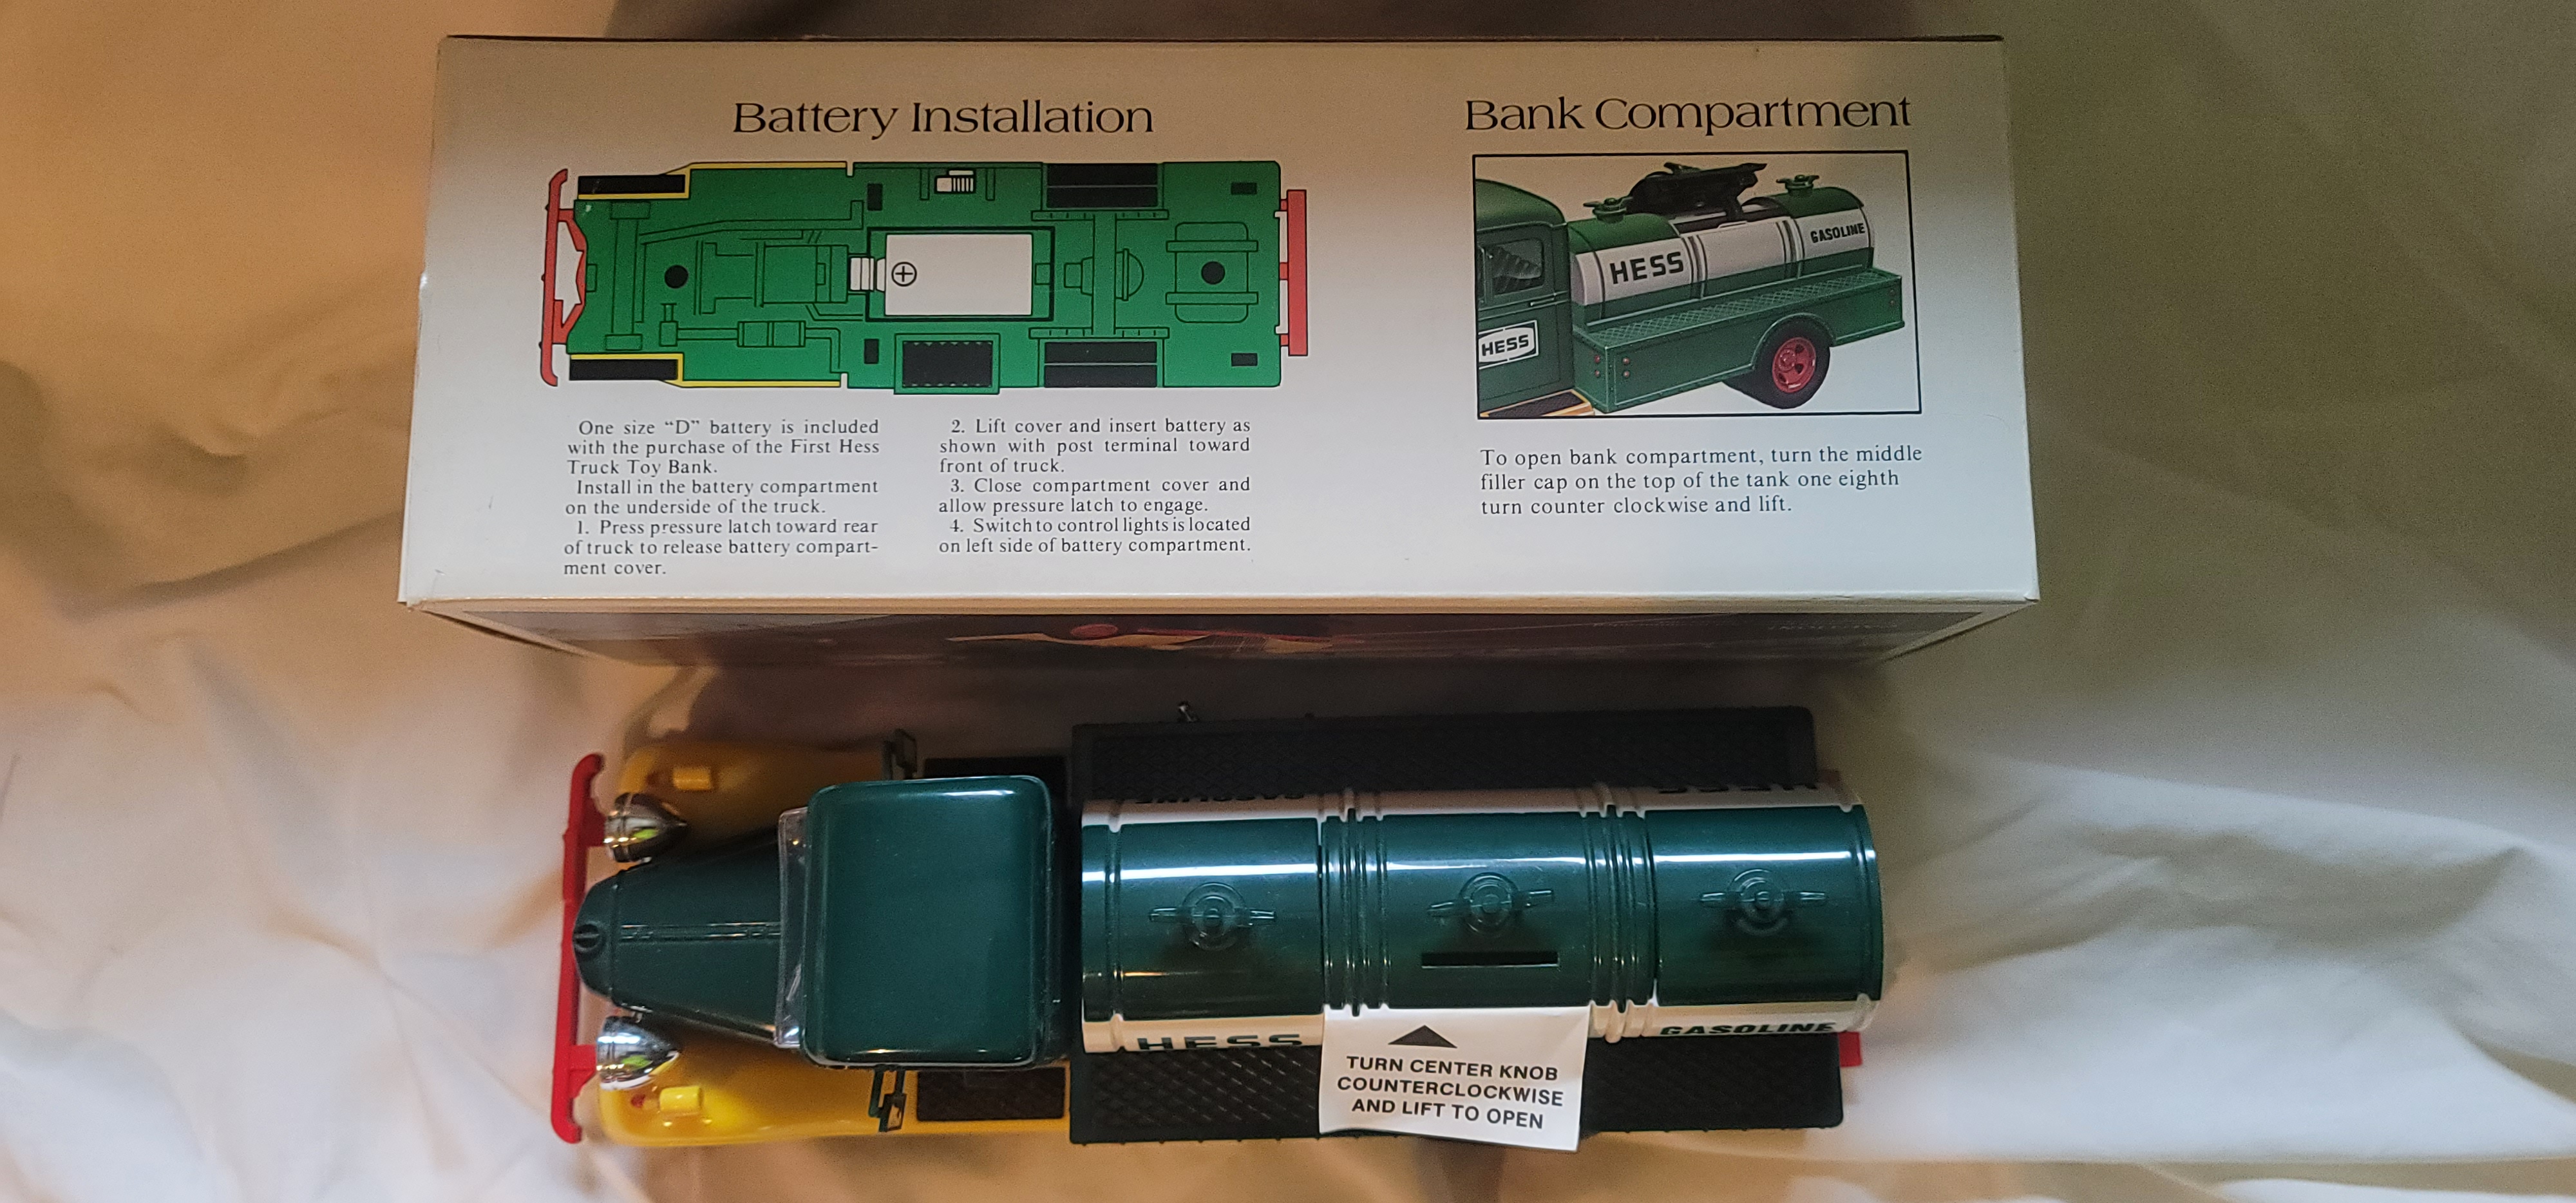 Battery Installation
One size “D” battery is included
with the purchase of the First Hess
Truck Toy Bank.
Install in the battery compartment
on the underside of the truck.
1. Press pressure latch toward rear
of truck to release battery compart-
ment cover.
2. Lift cover and insert battery as
shown with post terminal toward
front of truck.
3. Close compartment cover and
allow pressure latch to engage.
4. Switch to control lights is located
on left side of battery compartment.
Bank Compartment
HESS
GASOLINE
HESS
To open bank compartment, turn the middle
filler cap on the top of the tank one eighth
turn counter clockwise and lift.
GASOLINE
HESS
HESS
GASOLINE
TURN CENTER KNOB
COUNTERCLOCKWISE
AND LIFT TO OPEN